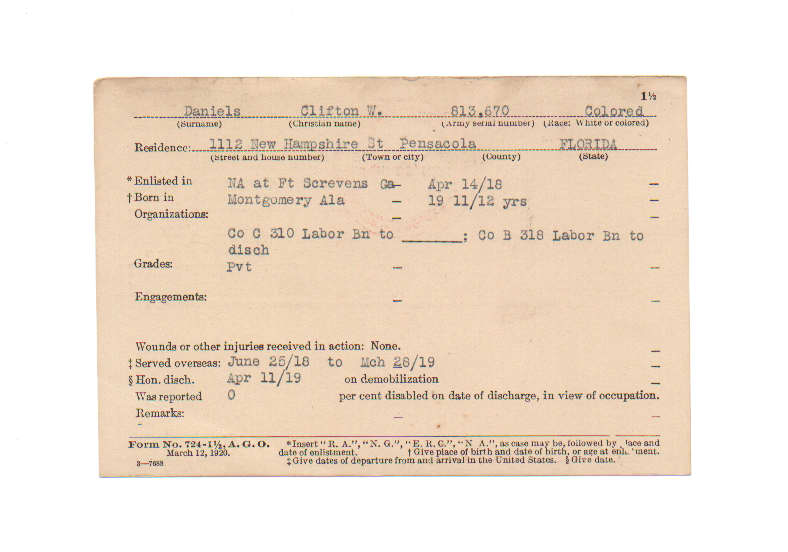 1½
Daniels Clifton W. 813,670 Colored
(Surname) (Christian name) (Army serial number) (Race: White or colored)
Residence: 1112 New Hampshire St Pensacola FLORIDA
(Street and house number) (Town or city) (County) (State)
*Enlisted in NA at Ft Screvens Ga— Apr 14/18 —
†Born in Montgomery Ala — 19 11/12 yrs —
Organizations: — —
Co C 310 Labor Bn to ______; Co B 318 Labor Bn to
disch
Grades: Pvt — —
Engagements: — —
Wounds or other injuries received in action: None. —
‡Served overseas: June 25/18 to Mch 28/19 —
§Hon. disch. Apr 11/19 on demobilization —
Was reported 0 per cent disabled on date of discharge, in view of occupation.
Remarks: — —
Form No. 724-1½, A. G. O. *Insert "R. A.", "N. G.", "E. R. C.", "N A.", as case may be, followed by place and
March 12, 1920. date of enlistment. †Give place of birth and date of birth, or age at enlistment.
3—7688 ‡Give dates of departure from and arrival in the United States. §Give date.